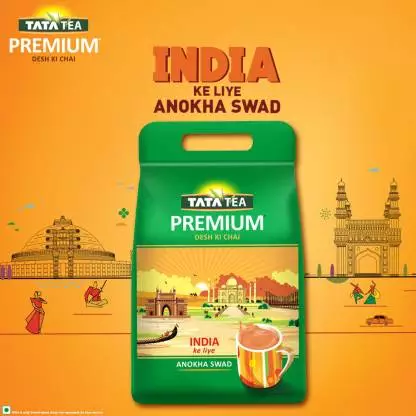 TATA TEA
PREMIUM
DESH KI CHAI
INDIA
KE LIYE
ANOKHA SWAD
TATA TEA
PREMIUM
DESH KI CHAI
INDIA
ke liye
ANOKHA SWAD